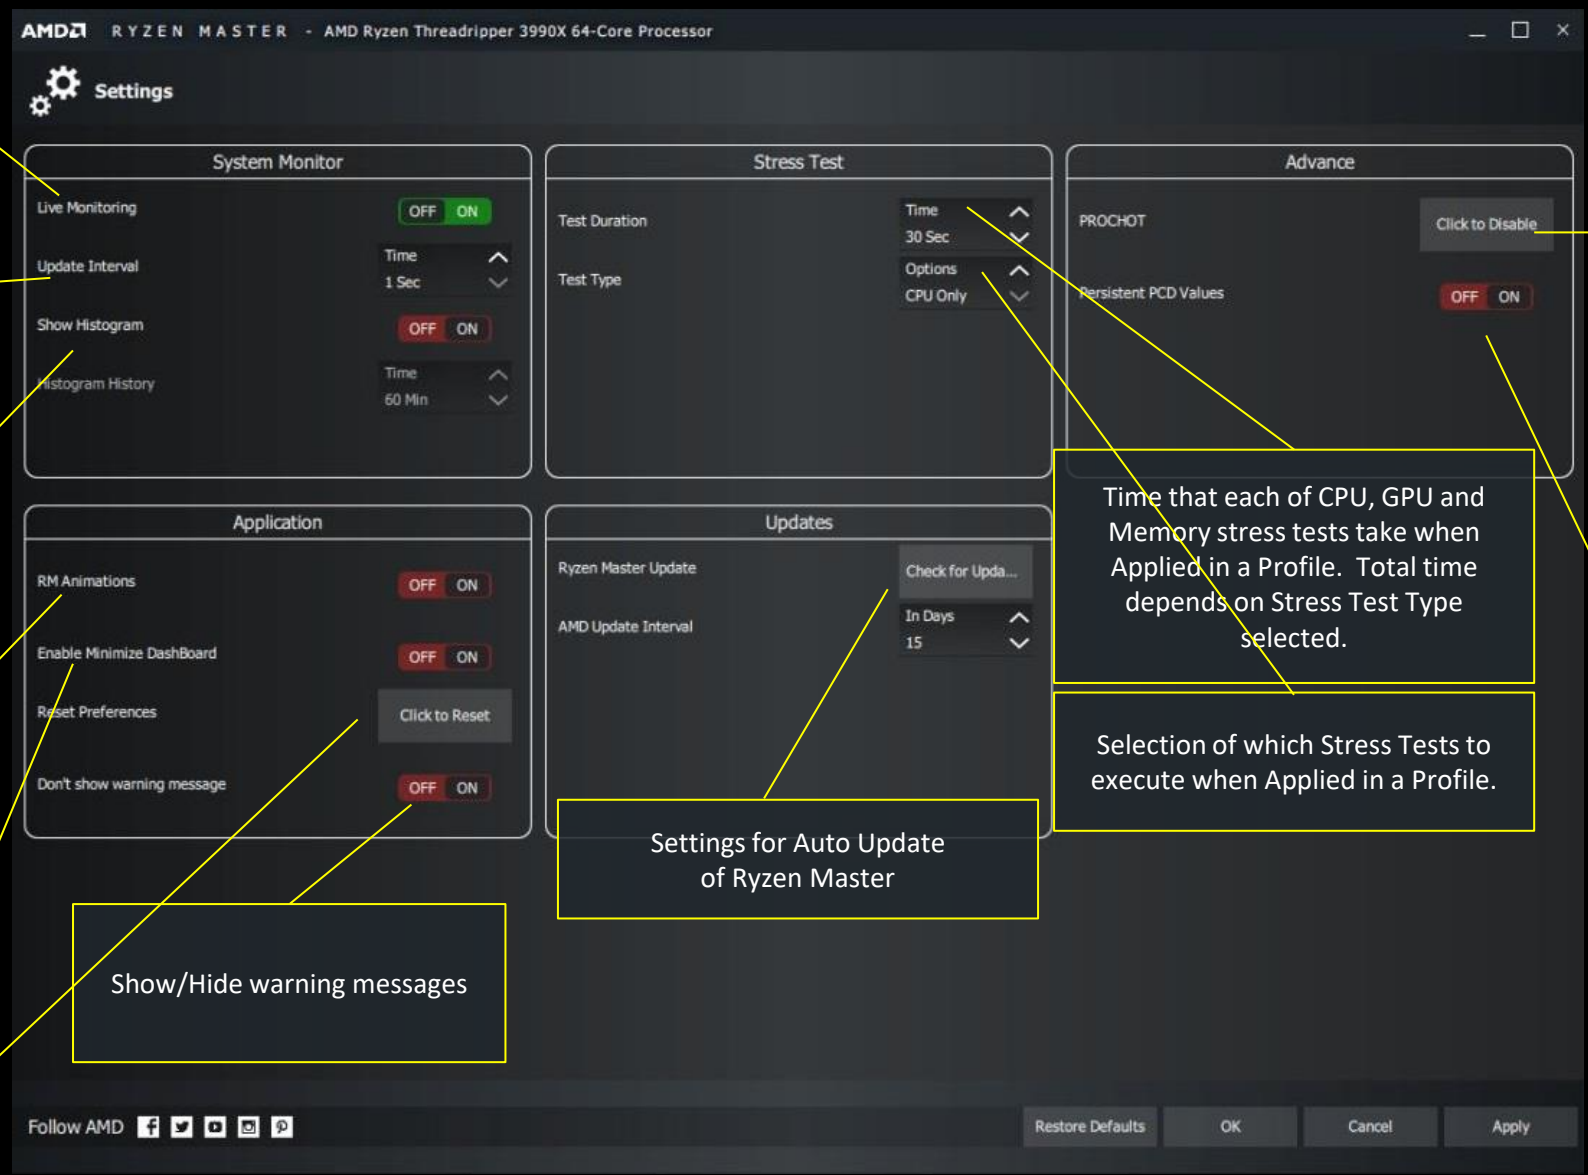 AMD RYZEN MASTER - AMD Ryzen Threadripper 3990X 64-Core Processor
Settings
System Monitor
Live Monitoring
OFF ON
Update Interval
Time
1 Sec
Show Histogram
OFF ON
Histogram History
Time
60 Min
Stress Test
Test Duration
Time
30 Sec
Test Type
Options
CPU Only
Advance
PROCHOT
Click to Disable
Persistent PCD Values
OFF ON
Time that each of CPU, GPU and
Memory stress tests take when
Applied in a Profile. Total time
depends on Stress Test Type
selected.
Selection of which Stress Tests to
execute when Applied in a Profile.
Application
RM Animations
OFF ON
Enable Minimize DashBoard
OFF ON
Reset Preferences
Click to Reset
Don't show warning message
OFF ON
Updates
Ryzen Master Update
Check for Upda...
AMD Update Interval
In Days
15
Settings for Auto Update
of Ryzen Master
Show/Hide warning messages
Follow AMD
Restore Defaults
OK
Cancel
Apply